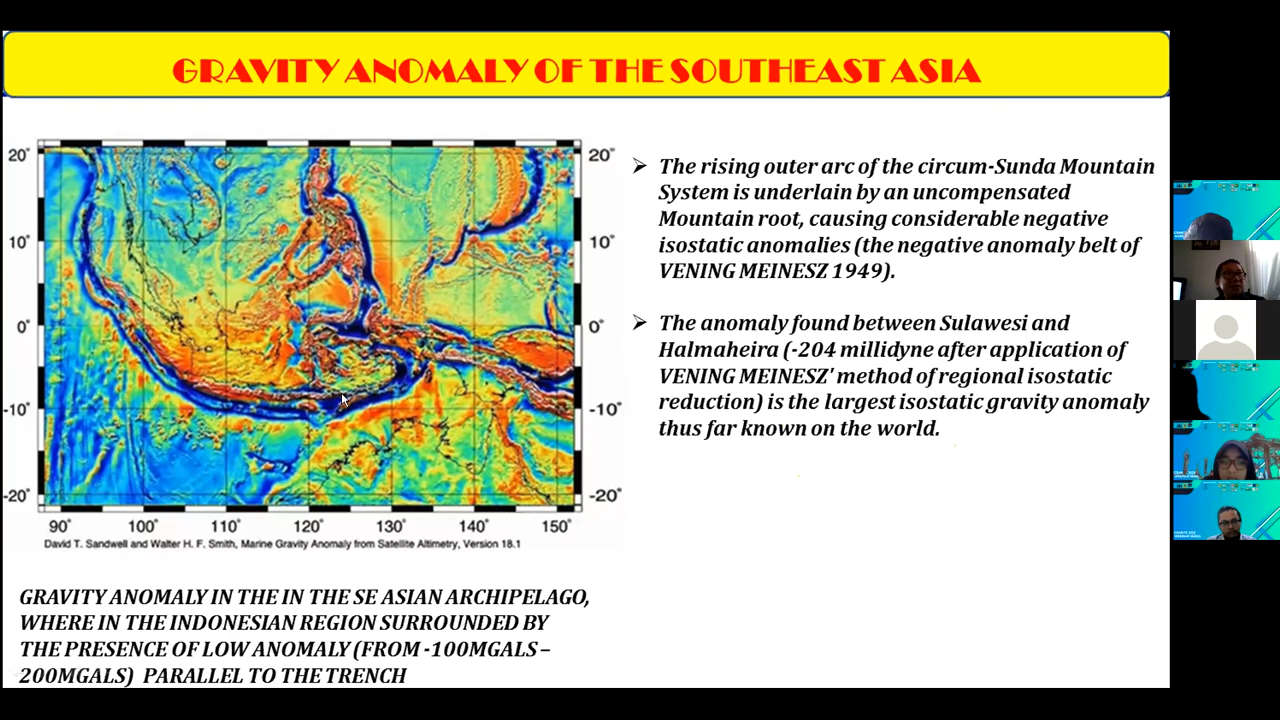 GRAVITY ANOMALY OF THE SOUTHEAST ASIA
20°
10°
0°
-10°
-20°
20°
10°
0°
-10°
-20°
90° 100° 110° 120° 130° 140° 150°
David T. Sandwell and Walter H. F. Smith, Marine Gravity Anomaly from Satellite Altimetry, Version 18.1
GRAVITY ANOMALY IN THE IN THE SE ASIAN ARCHIPELAGO,
WHERE IN THE INDONESIAN REGION SURROUNDED BY
THE PRESENCE OF LOW ANOMALY (FROM -100MGALS –
200MGALS) PARALLEL TO THE TRENCH
➢ The rising outer arc of the circum-Sunda Mountain
System is underlain by an uncompensated
Mountain root, causing considerable negative
isostatic anomalies (the negative anomaly belt of
VENING MEINESZ 1949).
➢ The anomaly found between Sulawesi and
Halmaheira (-204 millidyne after application of
VENING MEINESZ' method of regional isostatic
reduction) is the largest isostatic gravity anomaly
thus far known on the world.